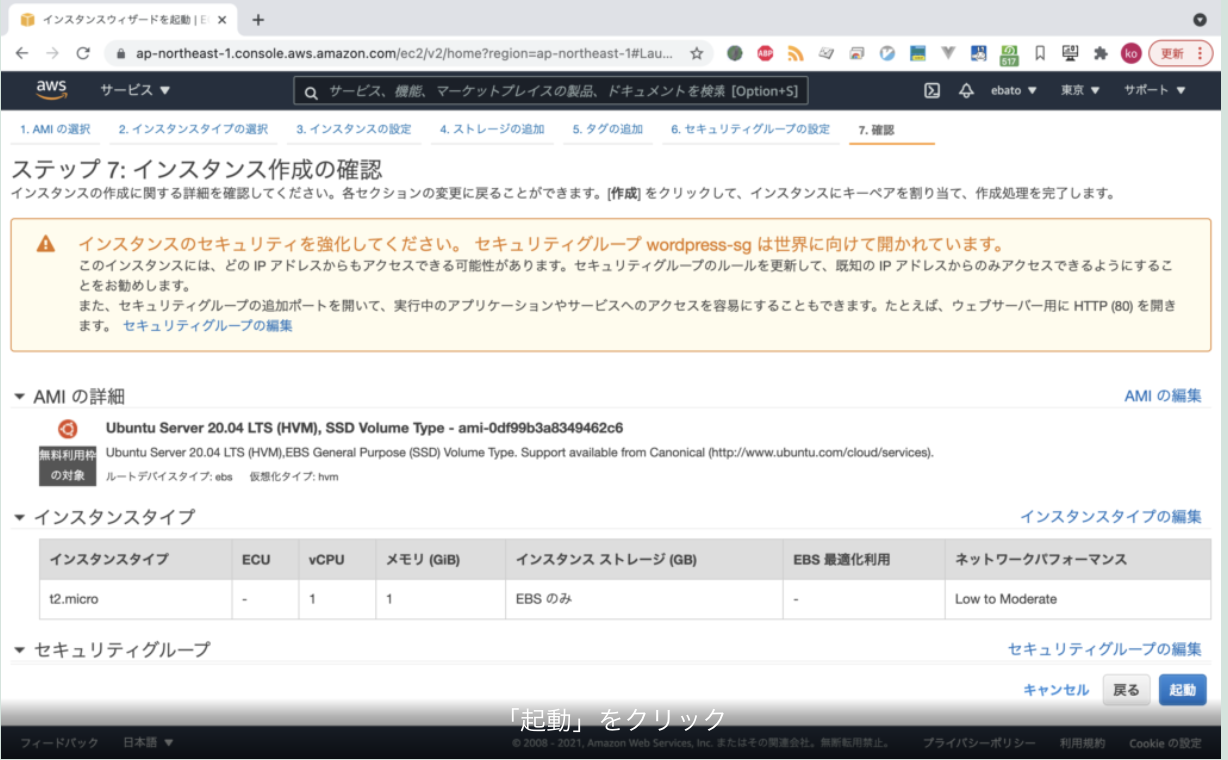 インスタンスウィザードを起動 | E
ap-northeast-1.console.aws.amazon.com/ec2/v2/home?region=ap-northeast-1#Lau...
ABP
517
ko
更新
aws
サービス
サービス、機能、マーケットプレイスの製品、ドキュメントを検索 [Option+S]
ebato
東京
サポート
1. AMI の選択
2. インスタンスタイプの選択
3. インスタンスの設定
4. ストレージの追加
5. タグの追加
6. セキュリティグループの設定
7. 確認
ステップ 7: インスタンス作成の確認
インスタンスの作成に関する詳細を確認してください。各セクションの変更に戻ることができます。[作成] をクリックして、インスタンスにキーペアを割り当て、作成処理を完了します。
インスタンスのセキュリティを強化してください。 セキュリティグループ wordpress-sg は世界に向けて開かれています。
このインスタンスには、どの IP アドレスからもアクセスできる可能性があります。セキュリティグループのルールを更新して、既知の IP アドレスからのみアクセスできるようにするこ
とをお勧めします。
また、セキュリティグループの追加ポートを開いて、実行中のアプリケーションやサービスへのアクセスを容易にすることもできます。たとえば、ウェブサーバー用に HTTP (80) を開き
ます。 セキュリティグループの編集
AMI の詳細
AMI の編集
Ubuntu Server 20.04 LTS (HVM), SSD Volume Type - ami-0df99b3a8349462c6
無料利用枠
の対象
Ubuntu Server 20.04 LTS (HVM),EBS General Purpose (SSD) Volume Type. Support available from Canonical (http://www.ubuntu.com/cloud/services).
ルートデバイスタイプ: ebs 仮想化タイプ: hvm
インスタンスタイプ
インスタンスタイプの編集
インスタンスタイプ ECU vCPU メモリ (GiB) インスタンス ストレージ (GB) EBS 最適化利用 ネットワークパフォーマンス
t2.micro - 1 1 EBS のみ - Low to Moderate
セキュリティグループ
セキュリティグループの編集
キャンセル
戻る
起動
「起動」をクリック
フィードバック
日本語
© 2008 - 2021, Amazon Web Services, Inc. またはその関連会社。無断転用禁止。
プライバシーポリシー
利用規約
Cookie の設定